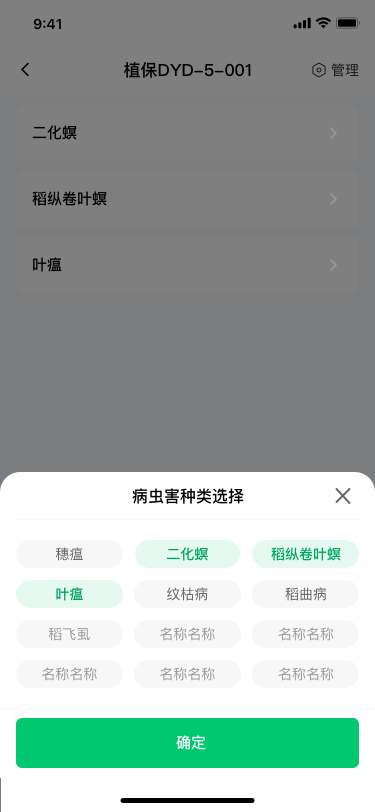 9:41
植保DYD-5-001 管理
二化螟
稻纵卷叶螟
叶瘟
病虫害种类选择
穗瘟 二化螟 稻纵卷叶螟
叶瘟 纹枯病 稻曲病
稻飞虱 名称名称 名称名称
名称名称 名称名称 名称名称
确定